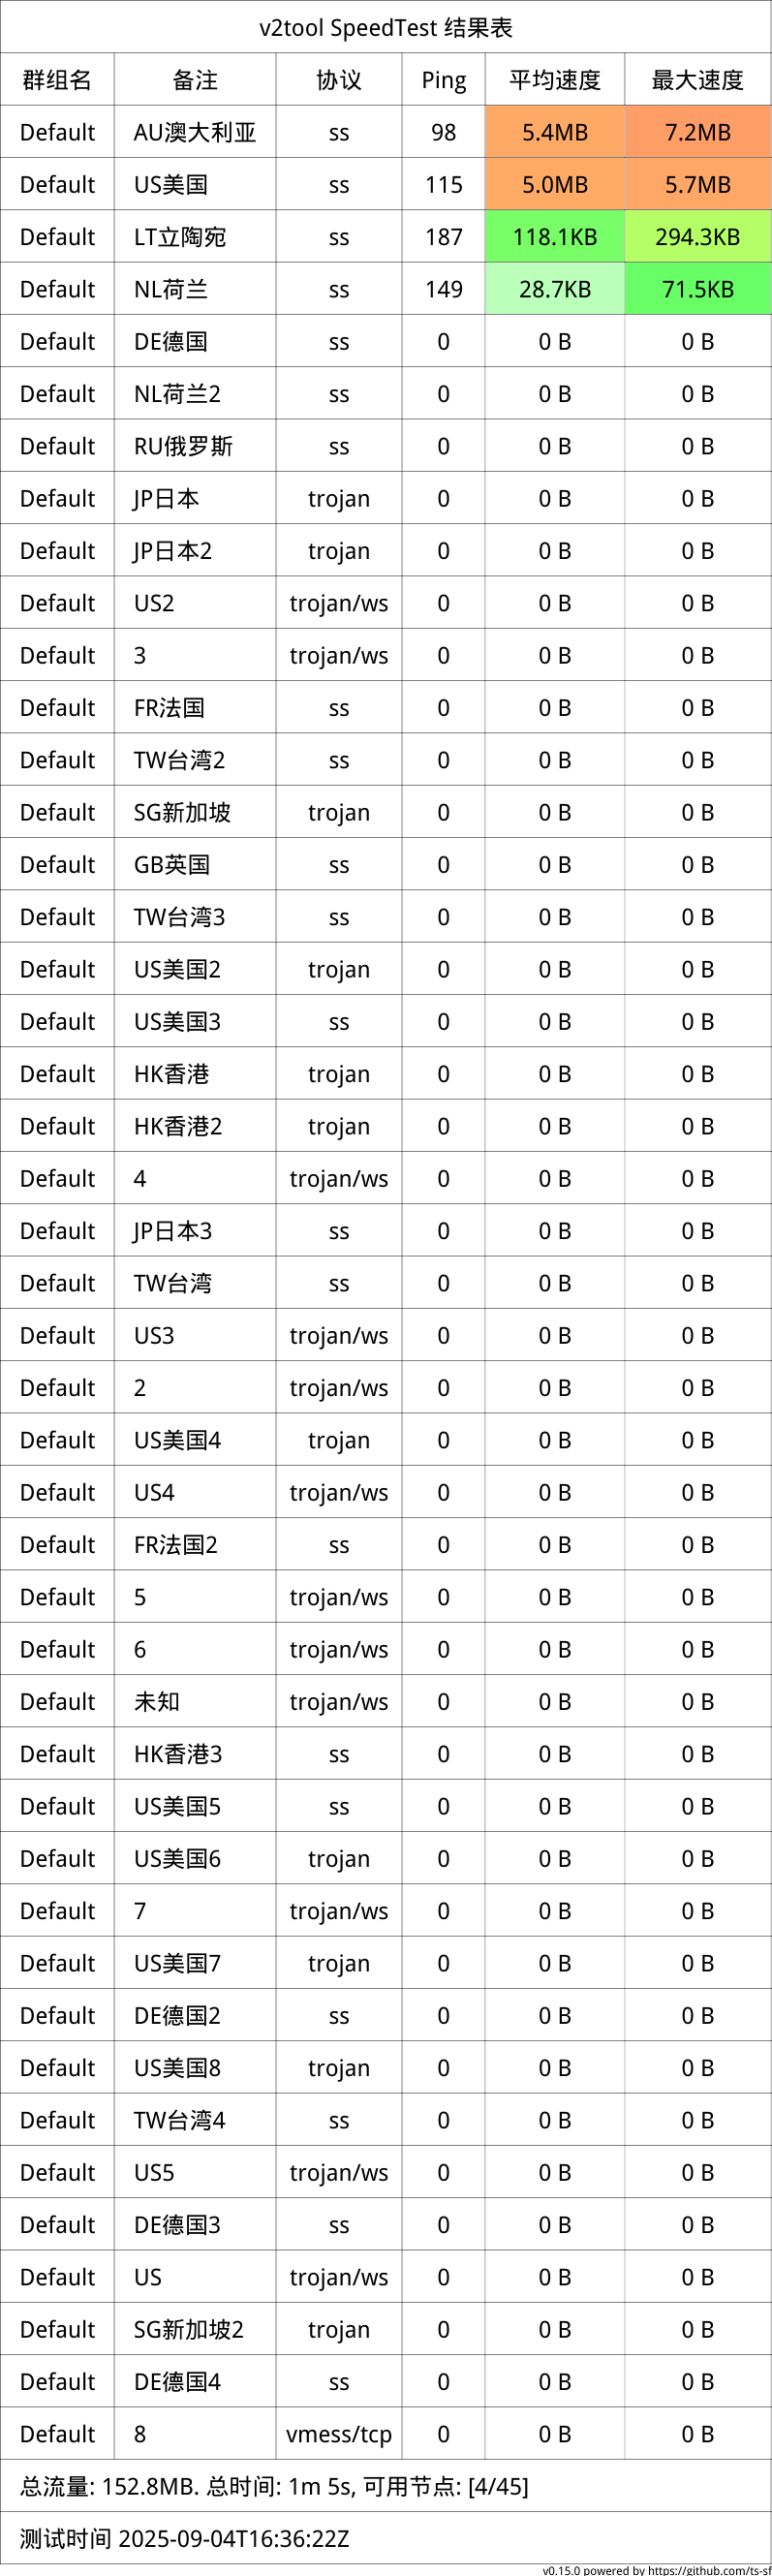 v2tool SpeedTest 结果表
群组名 备注 协议 Ping 平均速度 最大速度
Default AU澳大利亚 ss 98 5.4MB 7.2MB
Default US美国 ss 115 5.0MB 5.7MB
Default LT立陶宛 ss 187 118.1KB 294.3KB
Default NL荷兰 ss 149 28.7KB 71.5KB
Default DE德国 ss 0 0 B 0 B
Default NL荷兰2 ss 0 0 B 0 B
Default RU俄罗斯 ss 0 0 B 0 B
Default JP日本 trojan 0 0 B 0 B
Default JP日本2 trojan 0 0 B 0 B
Default US2 trojan/ws 0 0 B 0 B
Default 3 trojan/ws 0 0 B 0 B
Default FR法国 ss 0 0 B 0 B
Default TW台湾2 ss 0 0 B 0 B
Default SG新加坡 trojan 0 0 B 0 B
Default GB英国 ss 0 0 B 0 B
Default TW台湾3 ss 0 0 B 0 B
Default US美国2 trojan 0 0 B 0 B
Default US美国3 ss 0 0 B 0 B
Default HK香港 trojan 0 0 B 0 B
Default HK香港2 trojan 0 0 B 0 B
Default 4 trojan/ws 0 0 B 0 B
Default JP日本3 ss 0 0 B 0 B
Default TW台湾 ss 0 0 B 0 B
Default US3 trojan/ws 0 0 B 0 B
Default 2 trojan/ws 0 0 B 0 B
Default US美国4 trojan 0 0 B 0 B
Default US4 trojan/ws 0 0 B 0 B
Default FR法国2 ss 0 0 B 0 B
Default 5 trojan/ws 0 0 B 0 B
Default 6 trojan/ws 0 0 B 0 B
Default 未知 trojan/ws 0 0 B 0 B
Default HK香港3 ss 0 0 B 0 B
Default US美国5 ss 0 0 B 0 B
Default US美国6 trojan 0 0 B 0 B
Default 7 trojan/ws 0 0 B 0 B
Default US美国7 trojan 0 0 B 0 B
Default DE德国2 ss 0 0 B 0 B
Default US美国8 trojan 0 0 B 0 B
Default TW台湾4 ss 0 0 B 0 B
Default US5 trojan/ws 0 0 B 0 B
Default DE德国3 ss 0 0 B 0 B
Default US trojan/ws 0 0 B 0 B
Default SG新加坡2 trojan 0 0 B 0 B
Default DE德国4 ss 0 0 B 0 B
Default 8 vmess/tcp 0 0 B 0 B
总流量: 152.8MB. 总时间: 1m 5s, 可用节点: [4/45]
测试时间 2025-09-04T16:36:22Z
v0.15.0 powered by https://github.com/ts-sf